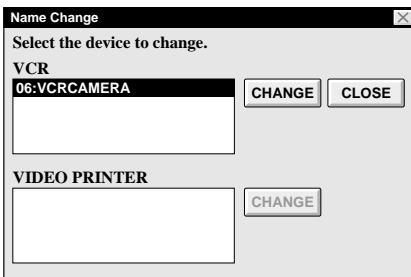 Name Change
Select the device to change.
VCR
06:VCRCAMERA
CHANGE CLOSE
VIDEO PRINTER
CHANGE